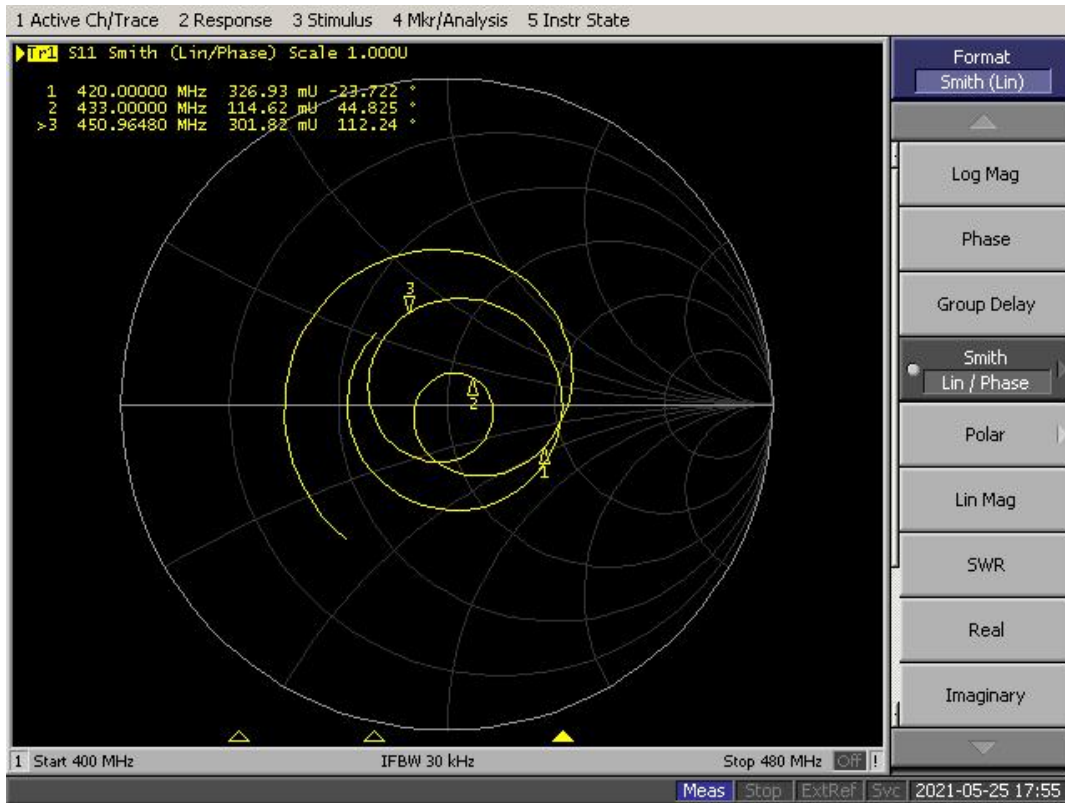 1 Active Ch/Trace 2 Response 3 Stimulus 4 Mkr/Analysis 5 Instr State
Tr1 S11 Smith (Lin/Phase) Scale 1.000U
1 420.00000 MHz 326.93 mU -23.722 °
2 433.00000 MHz 114.62 mU 44.825 °
>3 450.96480 MHz 301.82 mU 112.24 °
3
2
1
Format
Smith (Lin)
Log Mag
Phase
Group Delay
Smith
Lin / Phase
Polar
Lin Mag
SWR
Real
Imaginary
1 Start 400 MHz IFBW 30 kHz Stop 480 MHz Off !
Meas Stop ExtRef Svc 2021-05-25 17:55